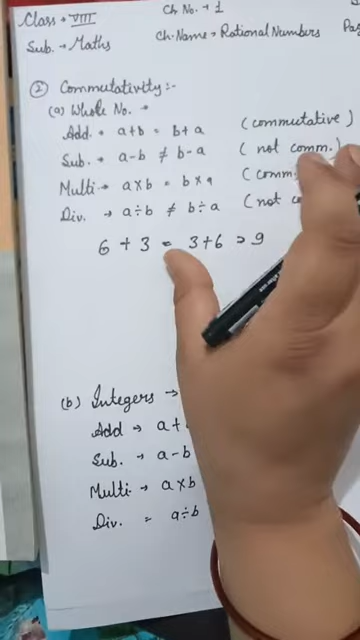 Class → VIII
Ch No. → 1
Sub. → Maths
Ch. Name → Rational Numbers
② Commutativity :-
(a) Whole No. →
Add. → a+b = b+a (commutative)
Sub. → a-b ≠ b-a (not comm.)
Multi → a×b = b×a (comm.
Div. → a÷b ≠ b÷a (not
6 + 3 = 3+6 = 9
(b) Integers →
Add → a+
Sub. → a-b
Multi → a×b
Div. = a÷b